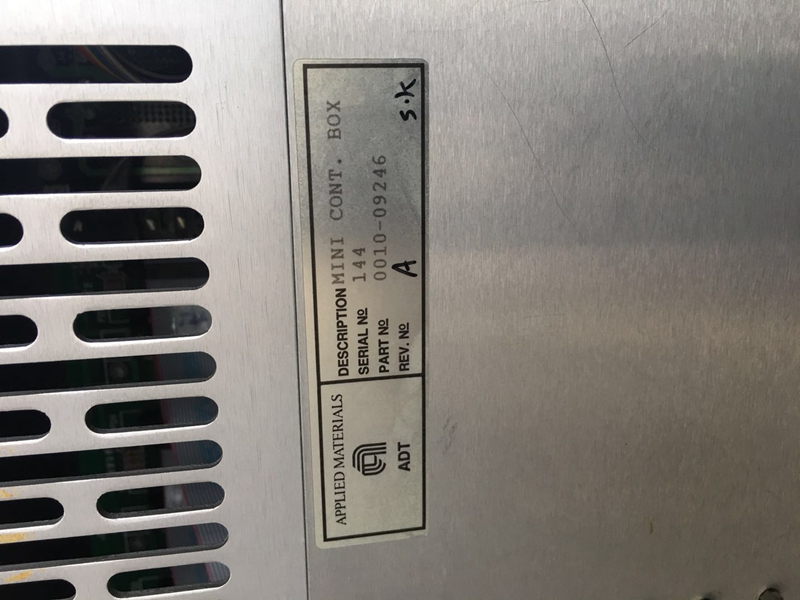 APPLIED MATERIALS
ADT
DESCRIPTION MINI CONT. BOX
SERIAL Nº 144
PART Nº 0010-09246
REV. Nº A S.K